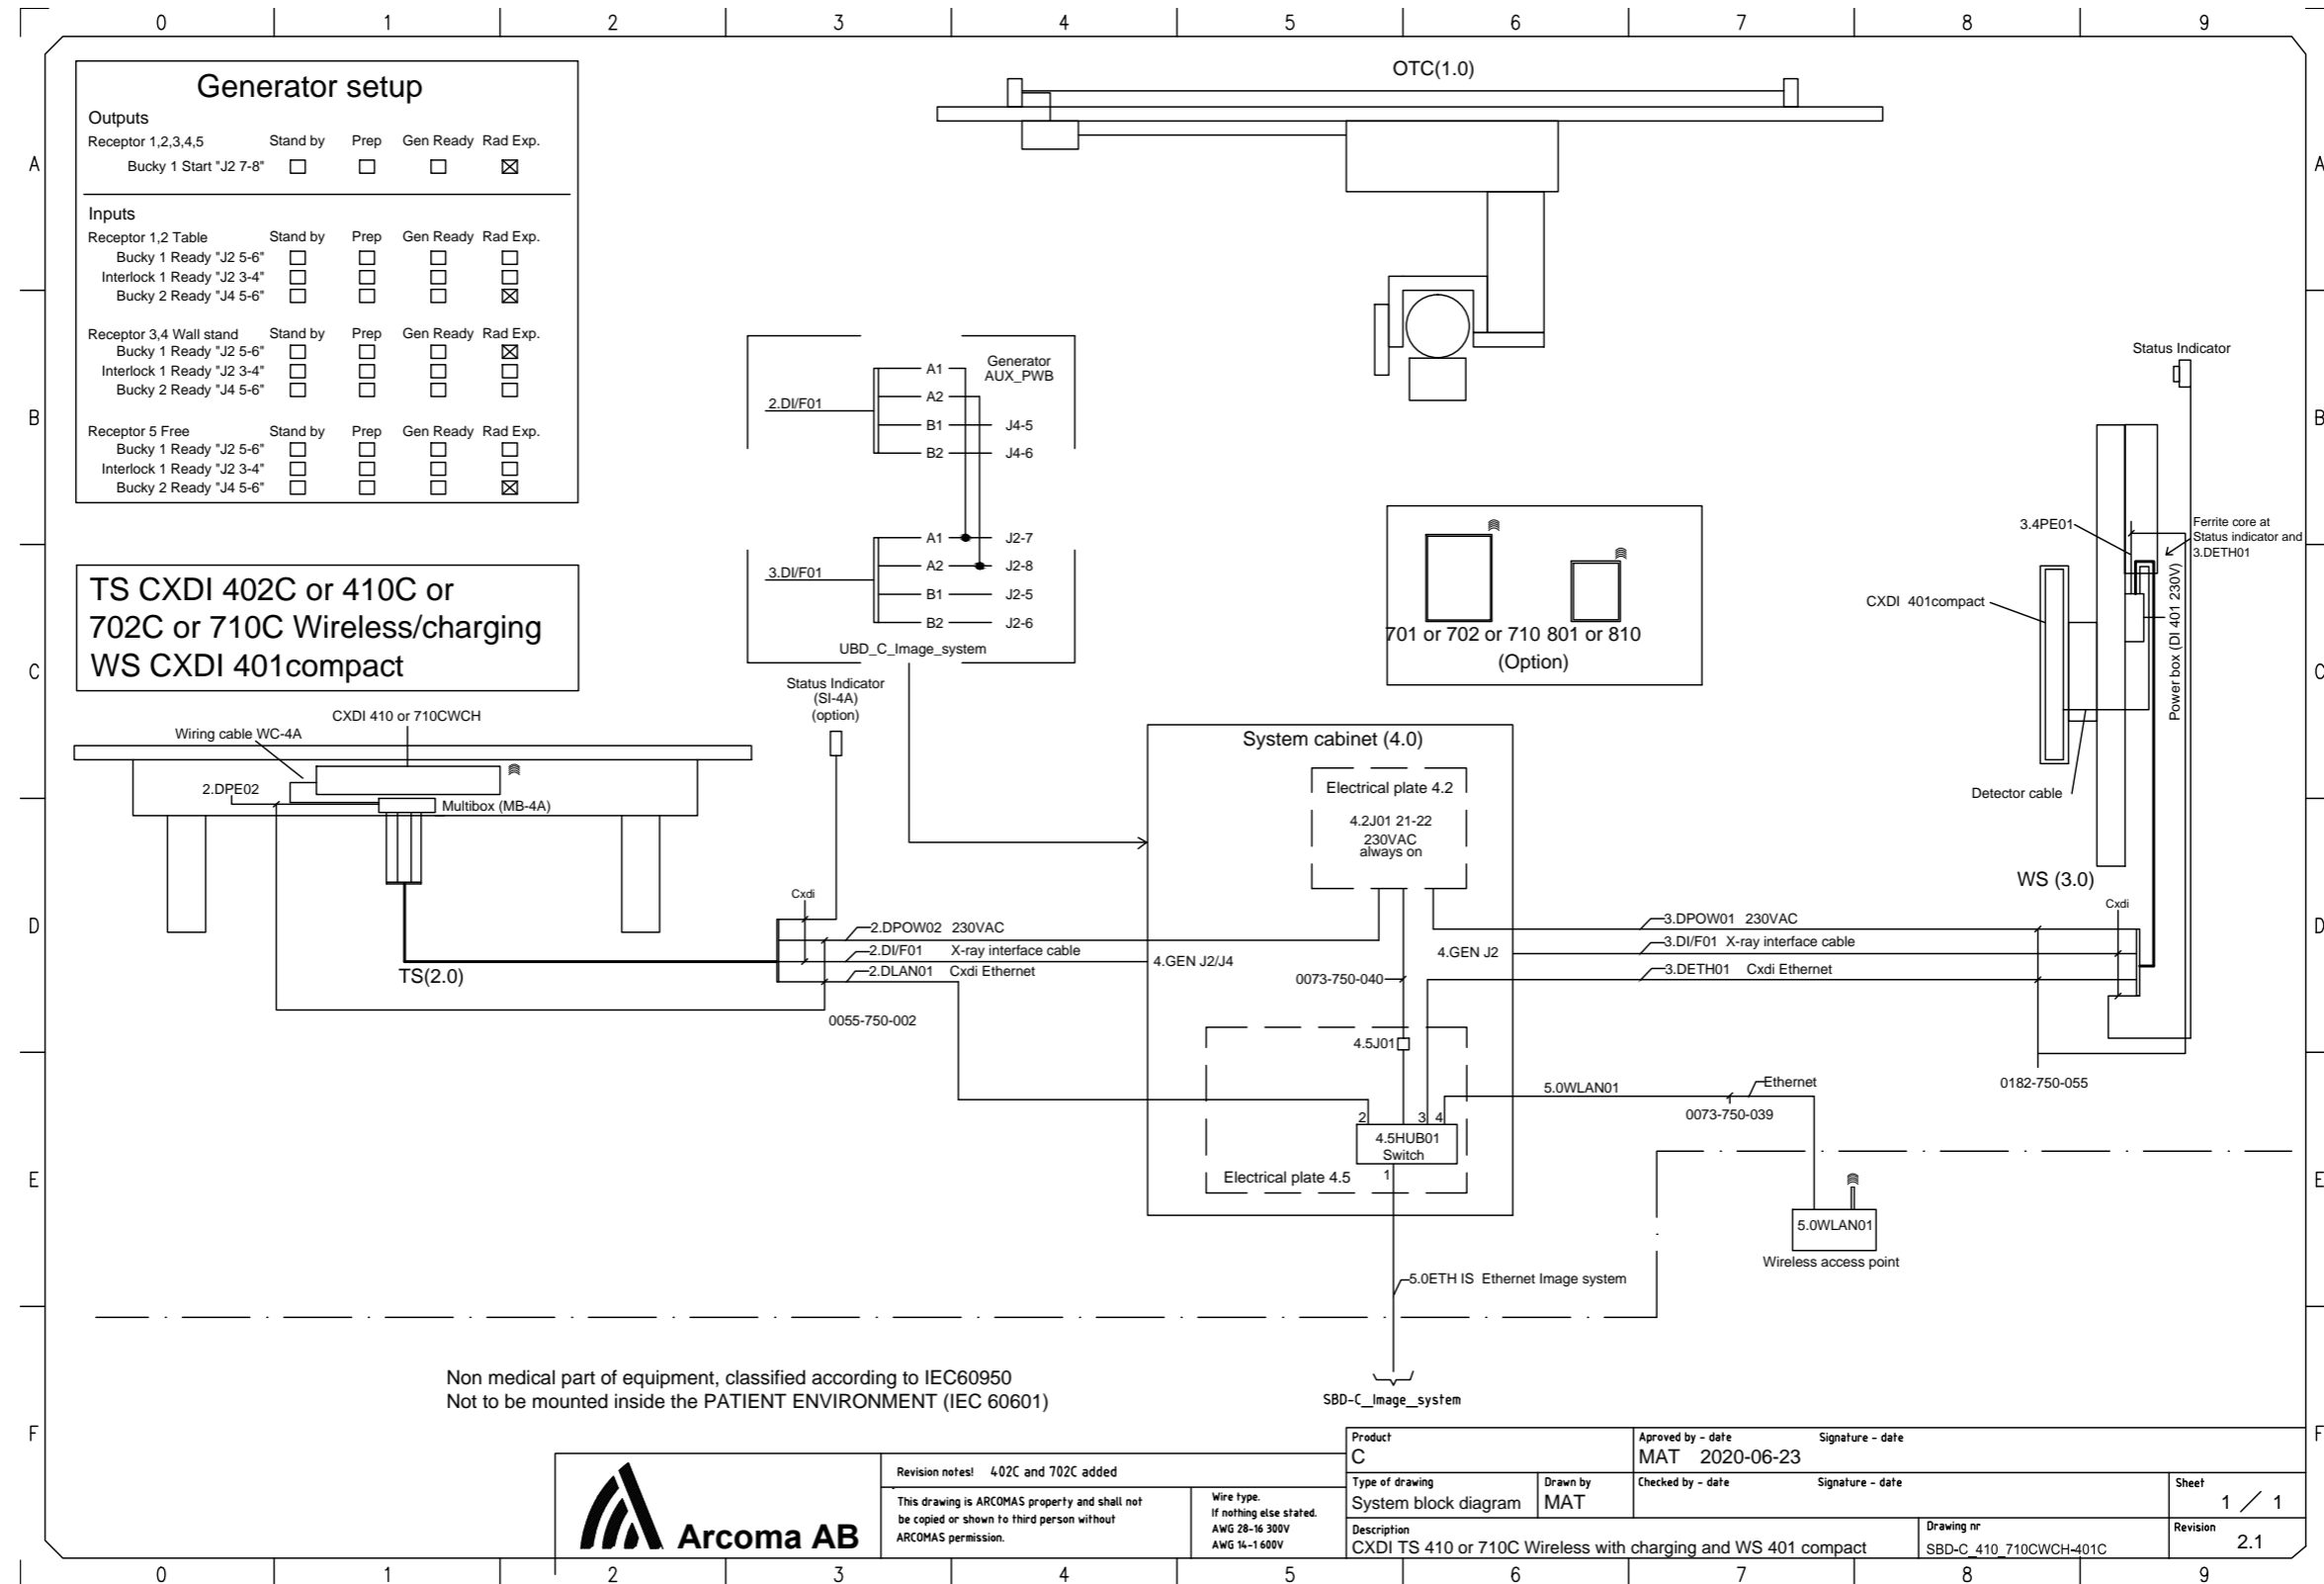 0 1 2 3 4 5 6 7 8 9
Generator setup
Outputs
Receptor 1,2,3,4,5 Stand by Prep Gen Ready Rad Exp.
Bucky 1 Start "J2 7-8"
Inputs
Receptor 1,2 Table Stand by Prep Gen Ready Rad Exp.
Bucky 1 Ready "J2 5-6"
Interlock 1 Ready "J2 3-4"
Bucky 2 Ready "J4 5-6"
Receptor 3,4 Wall stand Stand by Prep Gen Ready Rad Exp.
Bucky 1 Ready "J2 5-6"
Interlock 1 Ready "J2 3-4"
Bucky 2 Ready "J4 5-6"
Receptor 5 Free Stand by Prep Gen Ready Rad Exp.
Bucky 1 Ready "J2 5-6"
Interlock 1 Ready "J2 3-4"
Bucky 2 Ready "J4 5-6"
A
B
C
D
E
F
A
B
C
D
E
F
OTC(1.0)
Generator
AUX_PWB
2.DI/F01
A1
A2
B1 J4-5
B2 J4-6
3.DI/F01
A1 J2-7
A2 J2-8
B1 J2-5
B2 J2-6
UBD_C_Image_system
TS CXDI 402C or 410C or
702C or 710C Wireless/charging
WS CXDI 401compact
701 or 702 or 710 801 or 810
(Option)
Status Indicator
3.4PE01
Ferrite core at
Status indicator and
3.DETH01
CXDI 401compact
Power box (DI 401 230V)
Detector cable
WS (3.0)
Cxdi
Status Indicator
(SI-4A)
(option)
CXDI 410 or 710CWCH
Wiring cable WC-4A
2.DPE02
Multibox (MB-4A)
TS(2.0)
Cxdi
2.DPOW02 230VAC
2.DI/F01 X-ray interface cable
2.DLAN01 Cxdi Ethernet
0055-750-002
System cabinet (4.0)
Electrical plate 4.2
4.2J01 21-22
230VAC
always on
4.GEN J2/J4
4.GEN J2
0073-750-040
4.5J01
2 3 4
4.5HUB01
Switch
1
Electrical plate 4.5
3.DPOW01 230VAC
3.DI/F01 X-ray interface cable
3.DETH01 Cxdi Ethernet
0182-750-055
5.0WLAN01
Ethernet
0073-750-039
5.0WLAN01
Wireless access point
5.0ETH IS Ethernet Image system
SBD-C_Image_system
Non medical part of equipment, classified according to IEC60950
Not to be mounted inside the PATIENT ENVIRONMENT (IEC 60601)
Arcoma AB
Revision notes! 402C and 702C added
This drawing is ARCOMAS property and shall not
be copied or shown to third person without
ARCOMAS permission.
Wire type.
If nothing else stated.
AWG 28-16 300V
AWG 14-1 600V
Product
C
Aproved by - date Signature - date
MAT 2020-06-23
Type of drawing
System block diagram
Drawn by
MAT
Checked by - date Signature - date
Sheet
1 / 1
Description
CXDI TS 410 or 710C Wireless with charging and WS 401 compact
Drawing nr
SBD-C_410_710CWCH-401C
Revision
2.1
0 1 2 3 4 5 6 7 8 9